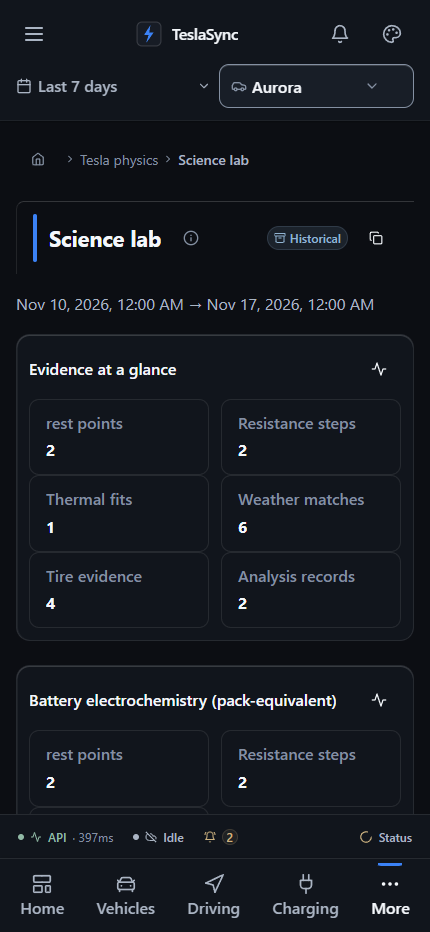 TeslaSync
Last 7 days
Aurora
Tesla physics
Science lab
Science lab
Historical
Nov 10, 2026, 12:00 AM → Nov 17, 2026, 12:00 AM
Evidence at a glance
rest points
2
Resistance steps
2
Thermal fits
1
Weather matches
6
Tire evidence
4
Analysis records
2
Battery electrochemistry (pack-equivalent)
rest points
2
Resistance steps
2
API · 397ms
Idle
2
Status
Home
Vehicles
Driving
Charging
More